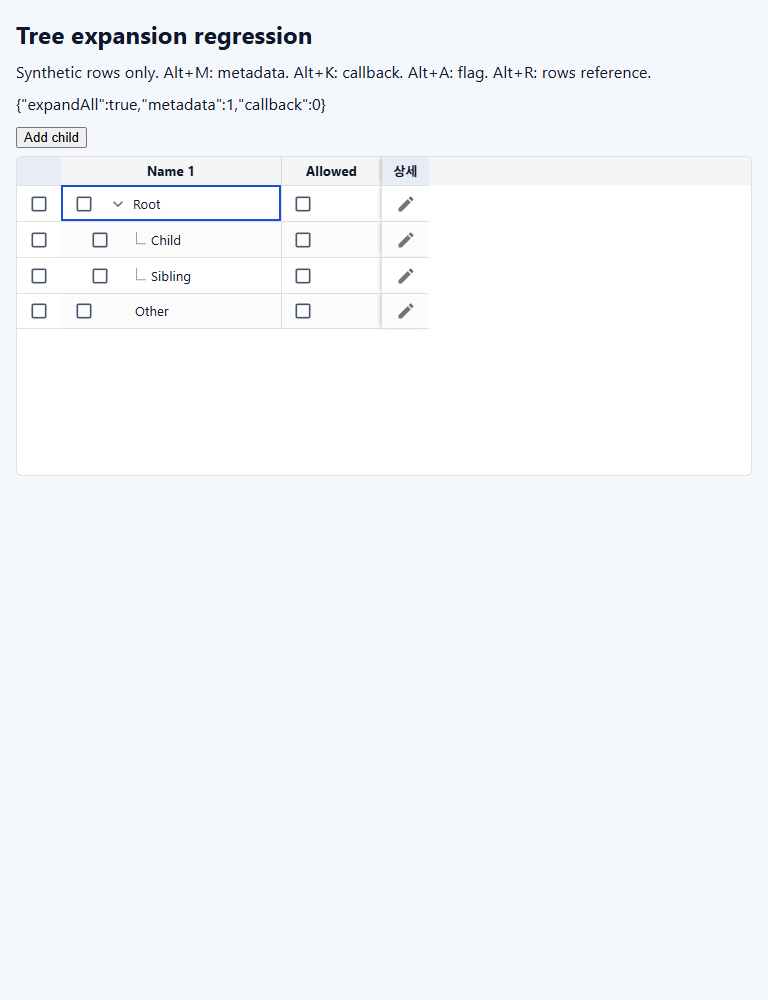 Tree expansion regression
Synthetic rows only. Alt+M: metadata. Alt+K: callback. Alt+A: flag. Alt+R: rows reference.
{"expandAll":true,"metadata":1,"callback":0}
Add child
Name 1 Allowed 상세
Root
Child
Sibling
Other